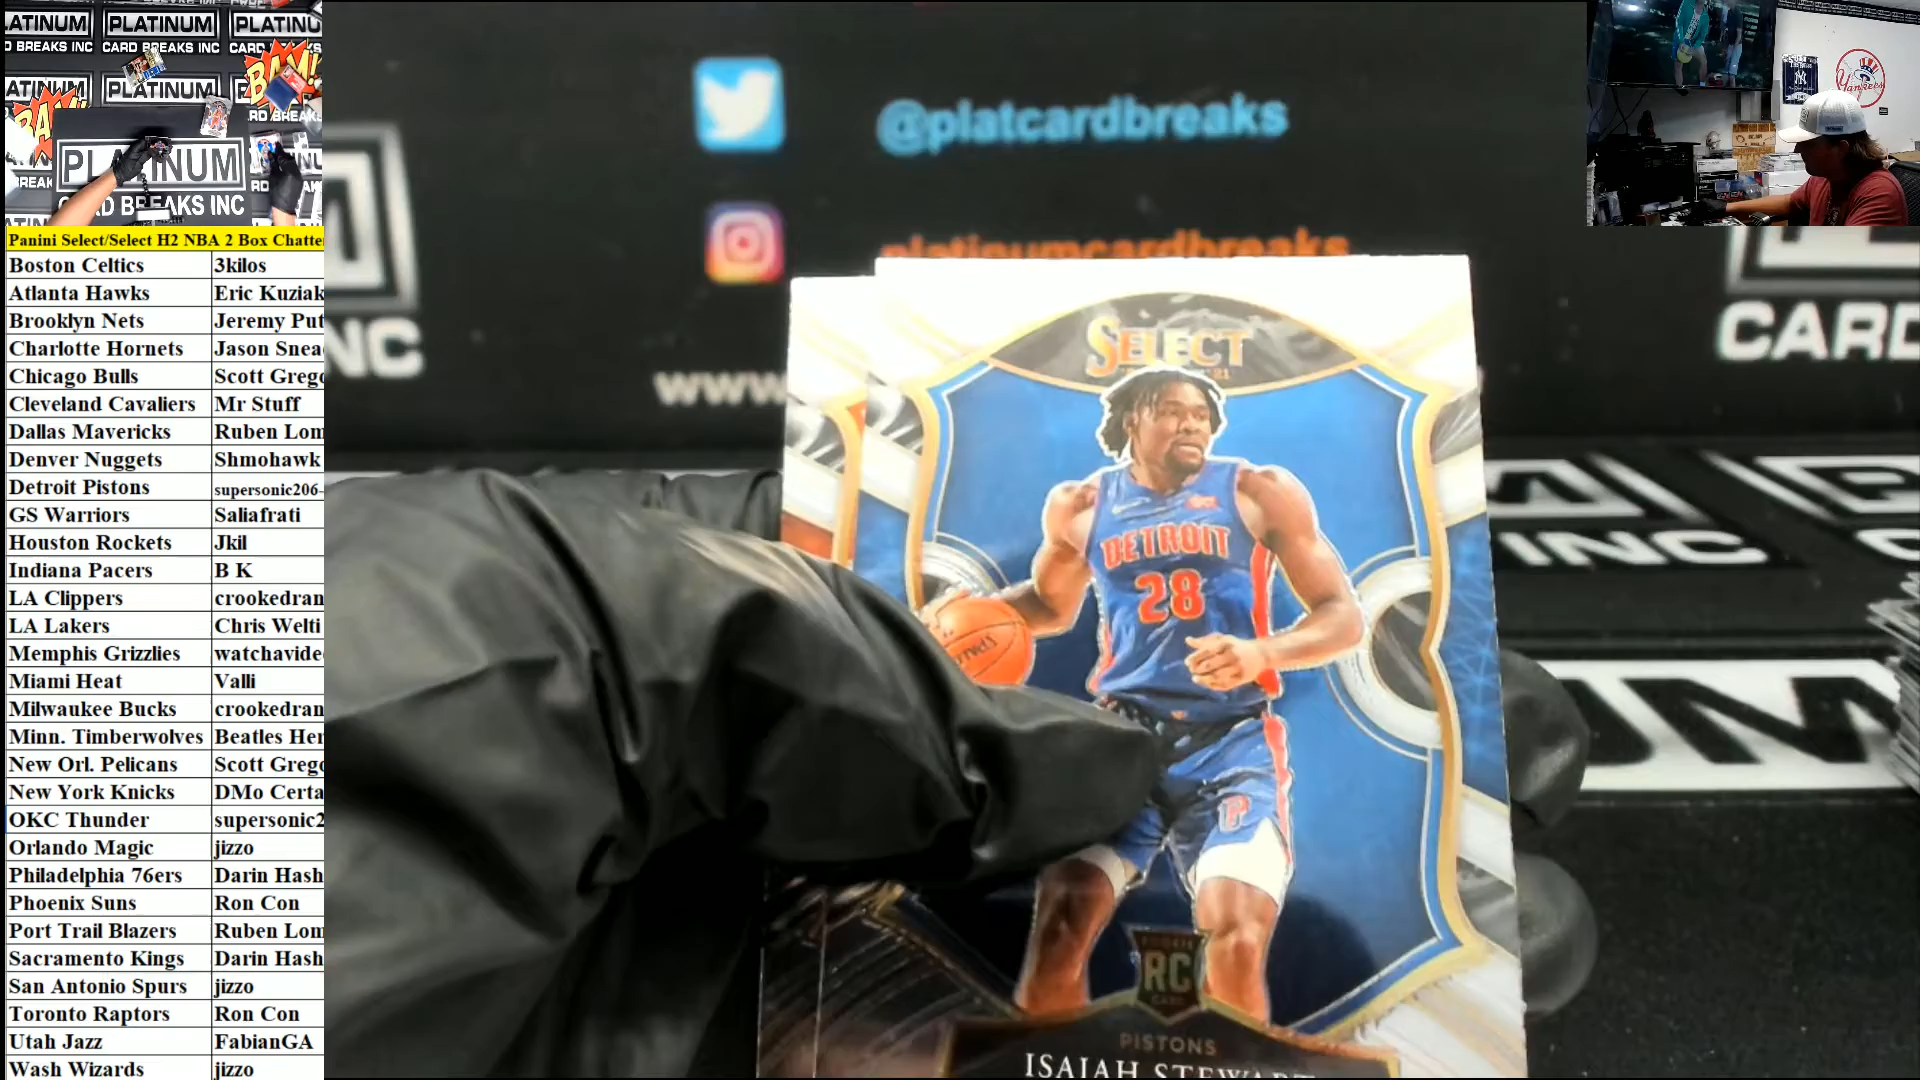 PLATINUM
CARD BREAKS INC
BAM!
PLATINUM
CARD BREAKS INC
Panini Select/Select H2 NBA 2 Box Chatte
Boston Celtics 3kilos
Atlanta Hawks Eric Kuziak
Brooklyn Nets Jeremy Put
Charlotte Hornets Jason Snea
Chicago Bulls Scott Grego
Cleveland Cavaliers Mr Stuff
Dallas Mavericks Ruben Lom
Denver Nuggets Shmohawk
Detroit Pistons supersonic206-
GS Warriors Saliafrati
Houston Rockets Jkil
Indiana Pacers B K
LA Clippers crookedran
LA Lakers Chris Welti
Memphis Grizzlies watchavide
Miami Heat Valli
Milwaukee Bucks crookedran
Minn. Timberwolves Beatles Her
New Orl. Pelicans Scott Grego
New York Knicks DMo Certa
OKC Thunder supersonic2
Orlando Magic jizzo
Philadelphia 76ers Darin Hash
Phoenix Suns Ron Con
Port Trail Blazers Ruben Lom
Sacramento Kings Darin Hash
San Antonio Spurs jizzo
Toronto Raptors Ron Con
Utah Jazz FabianGA
Wash Wizards jizzo
@platcardbreaks
platinumcardbreaks
www
INC
CARD
INC
UM
SELECT
DETROIT
28
RC
PISTONS
ISAIAH STEWART
Yankees